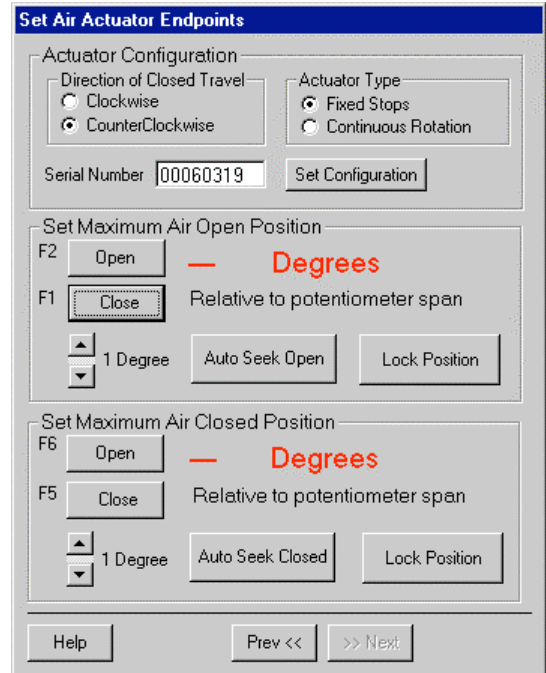 Set Air Actuator Endpoints
Actuator Configuration
Direction of Closed Travel
Clockwise
CounterClockwise
Actuator Type
Fixed Stops
Continuous Rotation
Serial Number 00060319 Set Configuration
Set Maximum Air Open Position
F2 Open — Degrees
F1 Close Relative to potentiometer span
1 Degree Auto Seek Open Lock Position
Set Maximum Air Closed Position
F6 Open — Degrees
F5 Close Relative to potentiometer span
1 Degree Auto Seek Closed Lock Position
Help Prev << >> Next